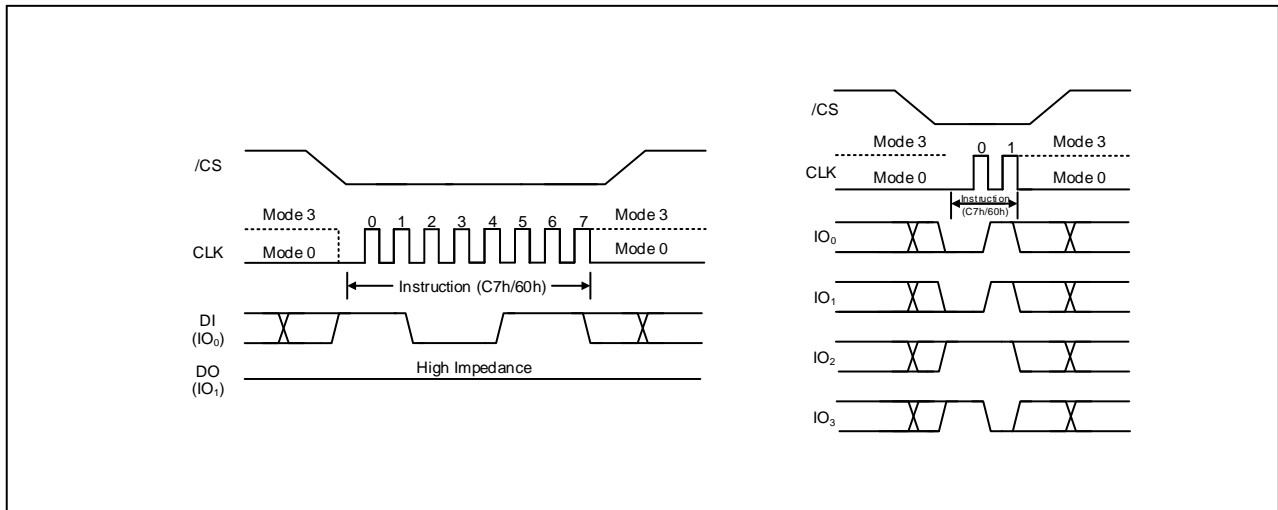 /CS
Mode 3
0 1 2 3 4 5 6 7
Mode 3
CLK
Mode 0
Mode 0
Instruction (C7h/60h)
DI
(IO₀)
High Impedance
DO
(IO₁)
/CS
Mode 3
0 1
Mode 3
CLK
Mode 0
Mode 0
Instruction
(C7h/60h)
IO₀
IO₁
IO₂
IO₃